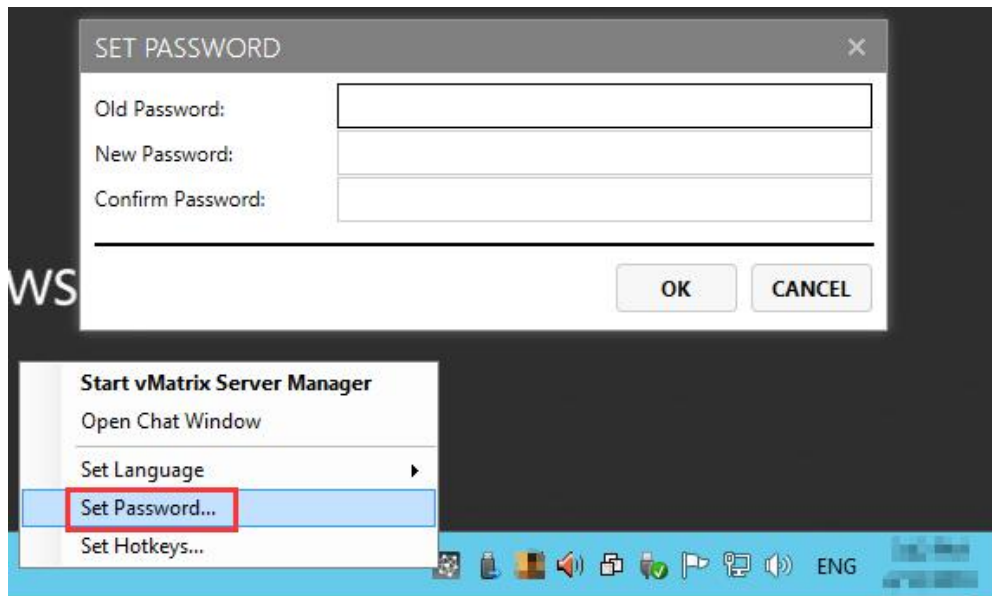 SET PASSWORD
Old Password:
New Password:
Confirm Password:
OK CANCEL
WS
Start vMatrix Server Manager
Open Chat Window
Set Language
Set Password...
Set Hotkeys...
ENG